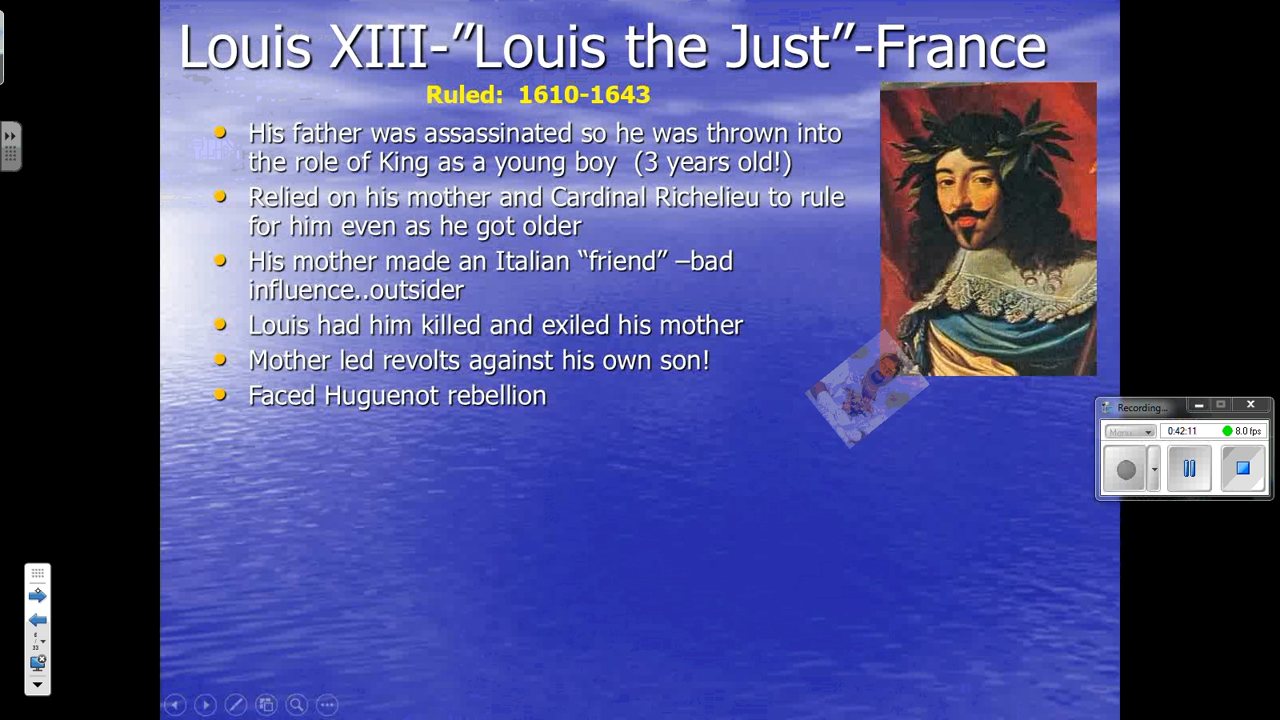 Louis XIII-”Louis the Just”-France
Ruled: 1610-1643
His father was assassinated so he was thrown into
the role of King as a young boy (3 years old!)
Relied on his mother and Cardinal Richelieu to rule
for him even as he got older
His mother made an Italian “friend” –bad
influence..outsider
Louis had him killed and exiled his mother
Mother led revolts against his own son!
Faced Huguenot rebellion
Recording...
Menu
0:42:11
8.0 fps
6
/
33